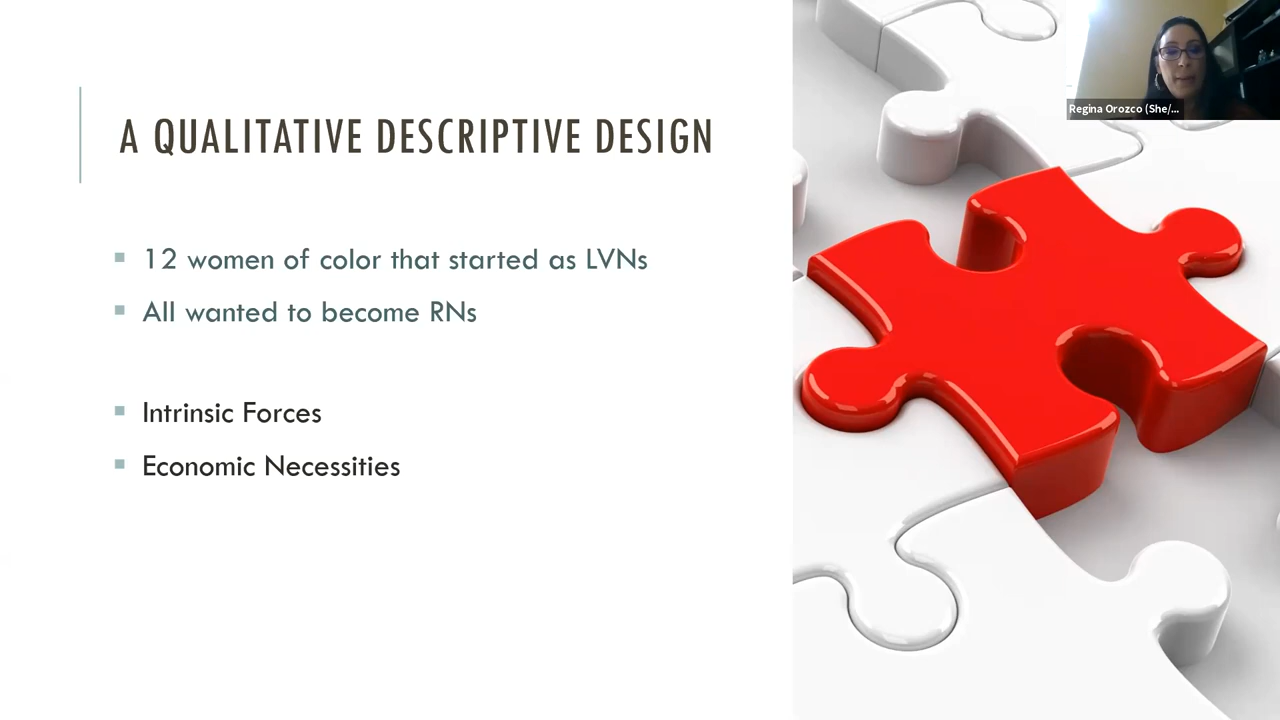 Regina Orozco (She/...
A QUALITATIVE DESCRIPTIVE DESIGN
12 women of color that started as LVNs
All wanted to become RNs
Intrinsic Forces
Economic Necessities